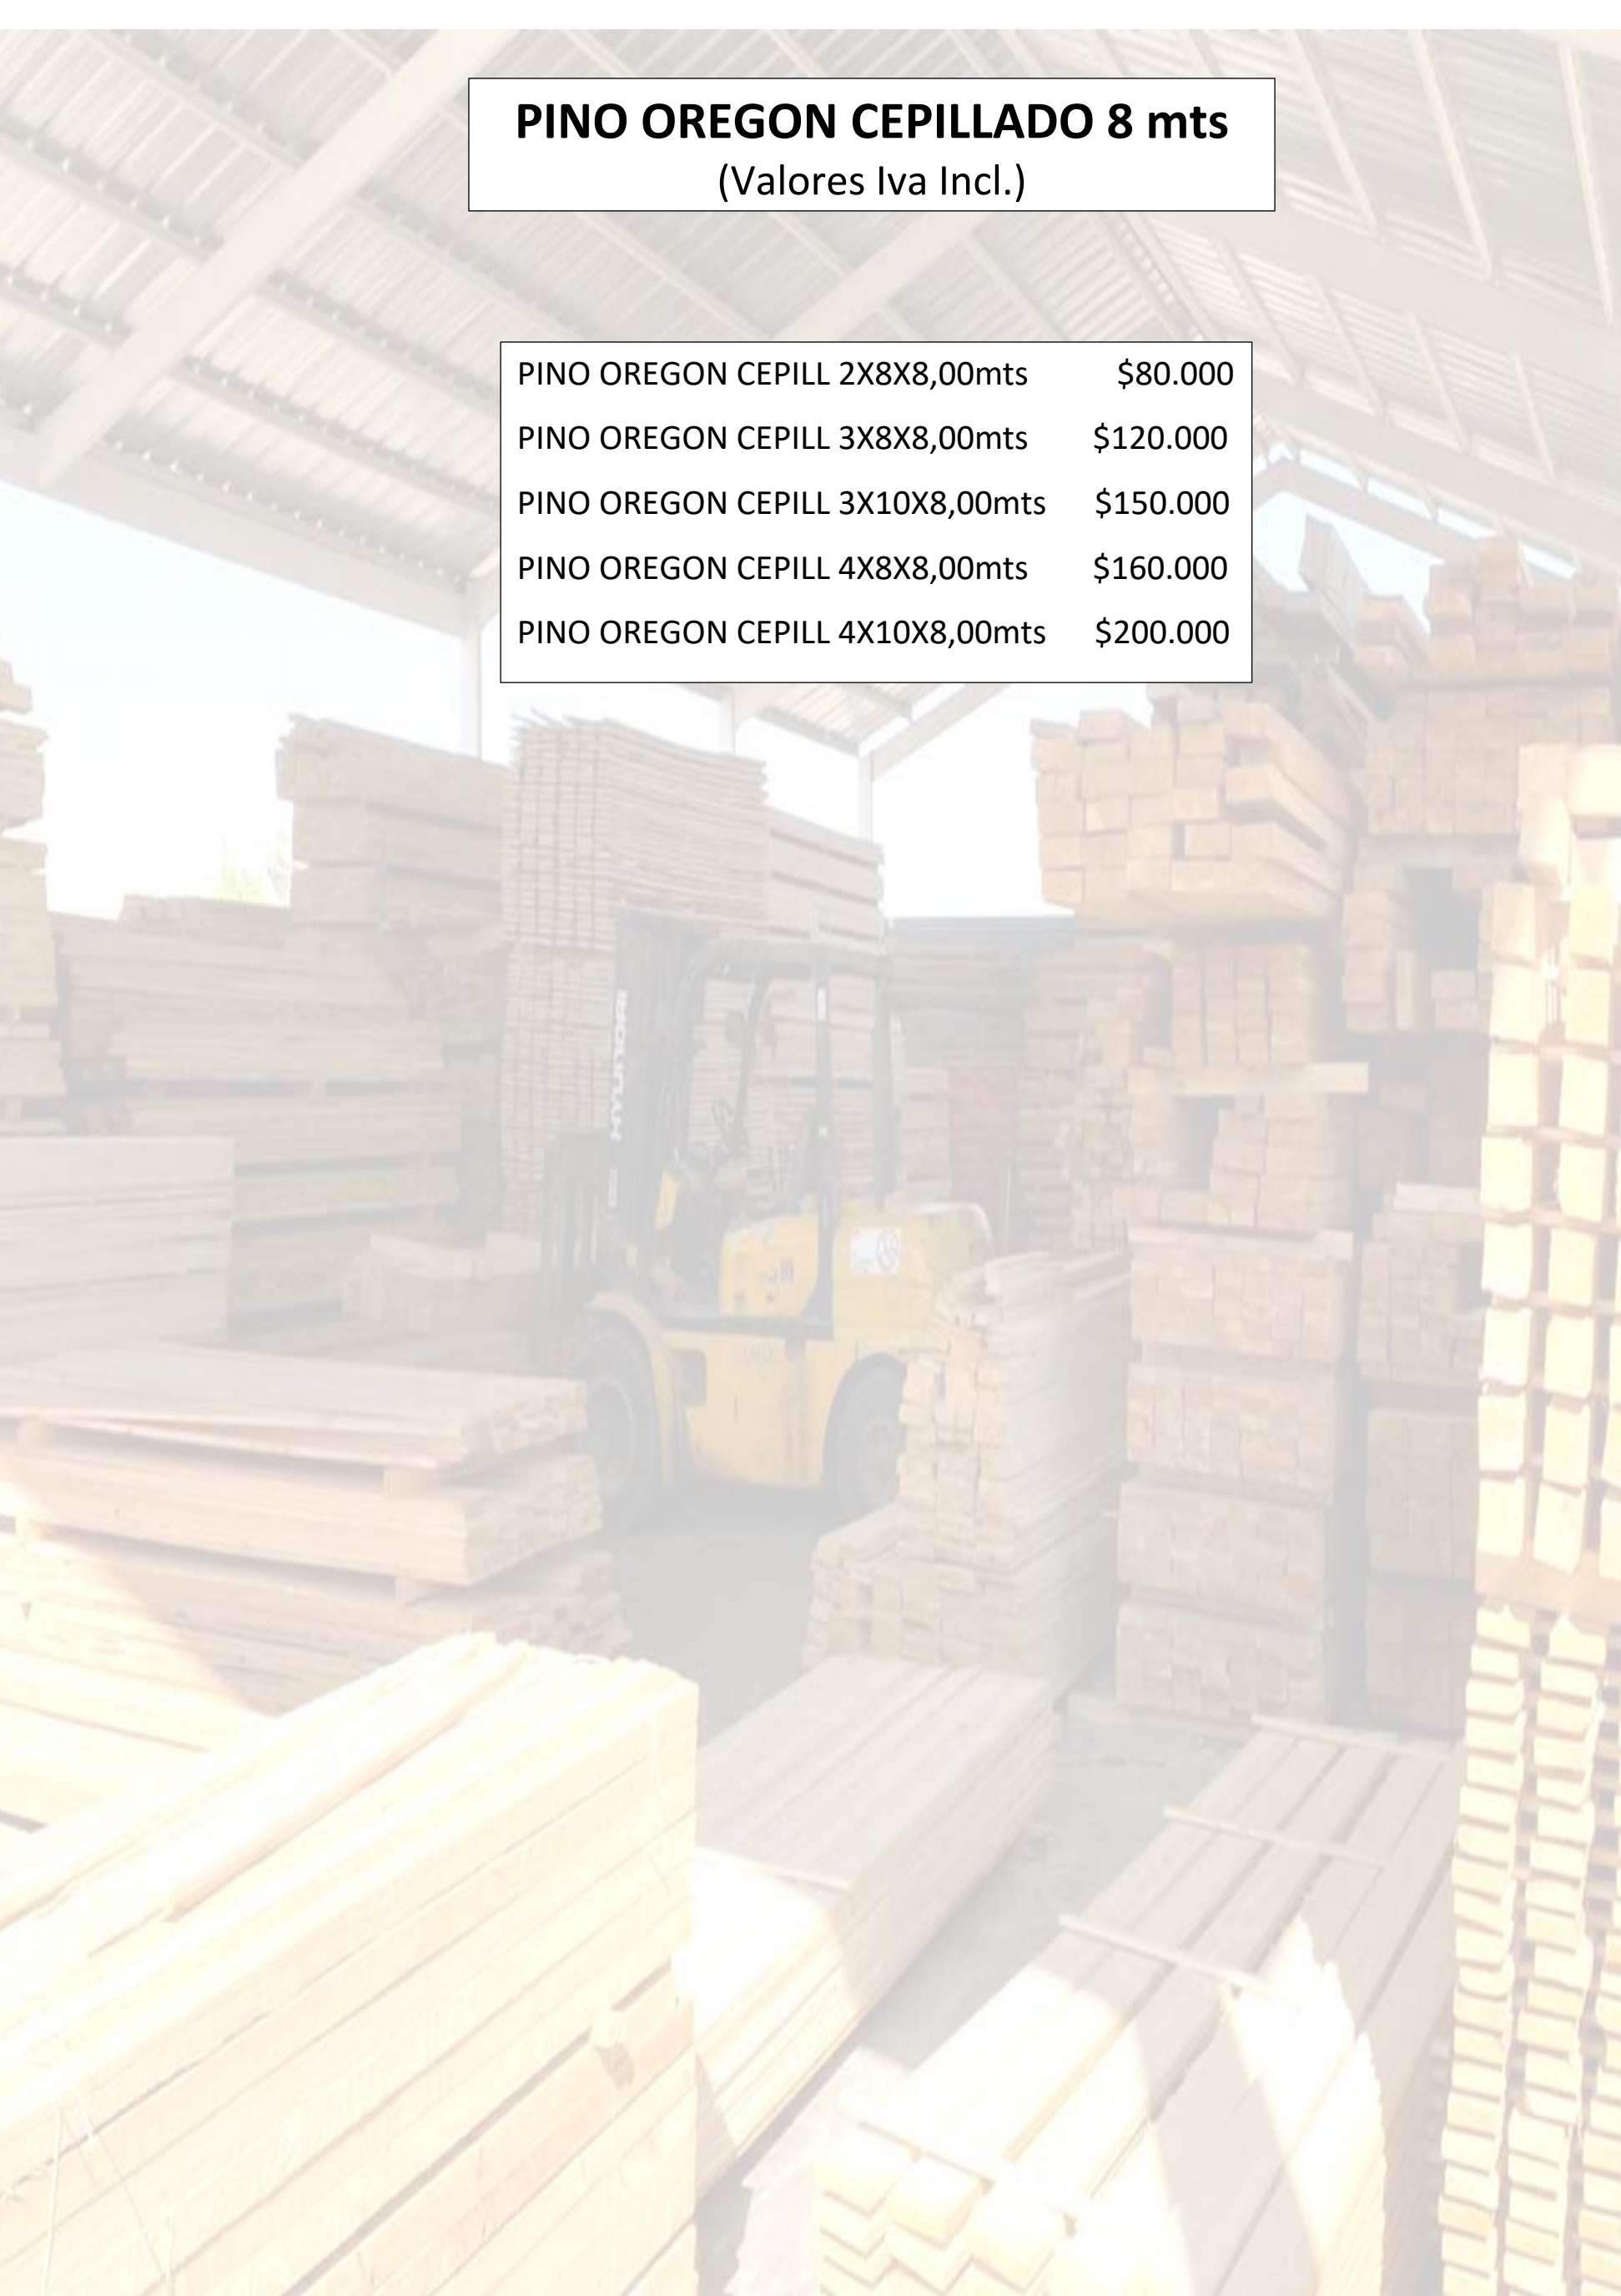 PINO OREGON CEPILLADO 8 mts
(Valores Iva Incl.)
PINO OREGON CEPILL 2X8X8,00mts $80.000
PINO OREGON CEPILL 3X8X8,00mts $120.000
PINO OREGON CEPILL 3X10X8,00mts $150.000
PINO OREGON CEPILL 4X8X8,00mts $160.000
PINO OREGON CEPILL 4X10X8,00mts $200.000